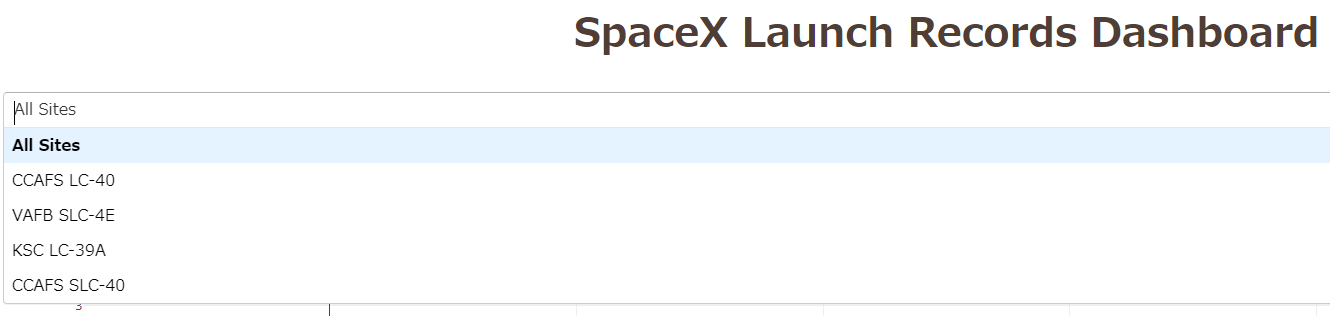 SpaceX Launch Records Dashboard
All Sites
All Sites
CCAFS LC-40
VAFB SLC-4E
KSC LC-39A
CCAFS SLC-40
3